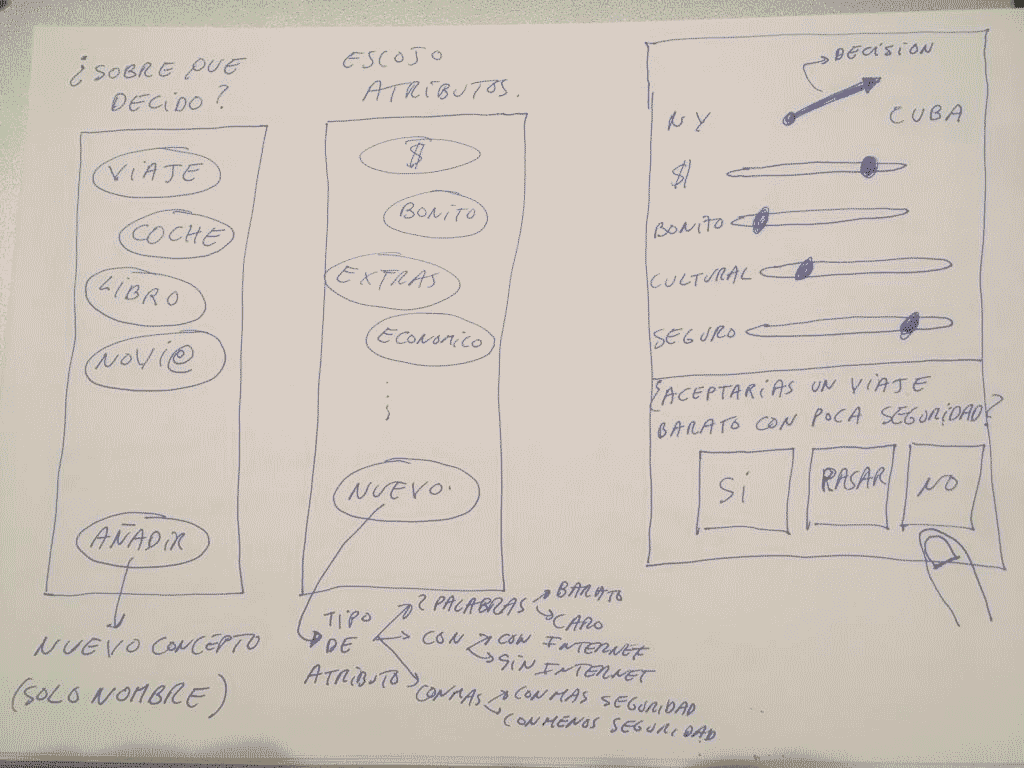 ¿SOBRE QUE
DECIDO?
VIAJE
COCHE
LIBRO
NOVI@
AÑADIR
NUEVO CONCEPTO
(SOLO NOMBRE)
ESCOJO
ATRIBUTOS.
$
BONITO
EXTRAS
ECONOMICO
NUEVO.
TIPO
DE
ATRIBUTO
2 PALABRAS
BARATO
CARO
CON
CON INTERNET
SIN INTERNET
CON MAS
CON MAS SEGURIDAD
CON MENOS SEGURIDAD
DECISION
NY
CUBA
$
BONITO
CULTURAL
SEGURO
¿ACEPTARIAS UN VIAJE
BARATO CON POCA SEGURIDAD?
SI
PASAR
NO